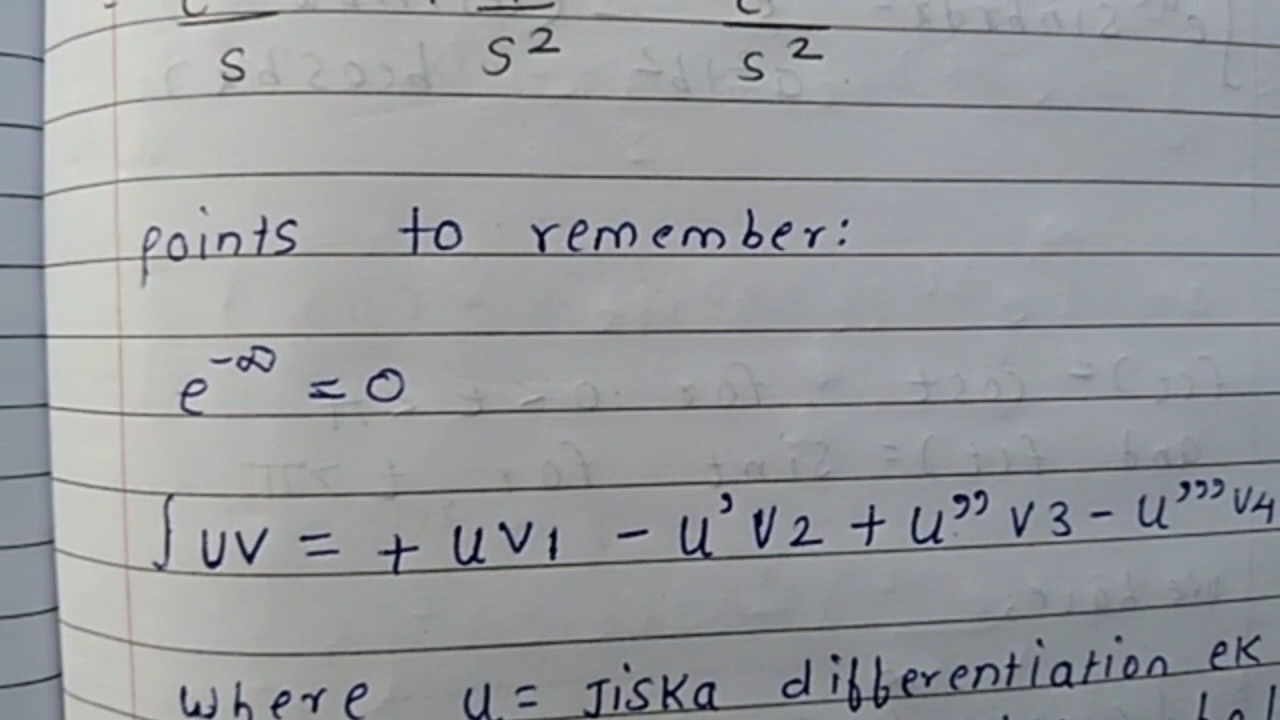 s s² s²
points to remember:
e^-∞ = 0
∫ UV = + UV1 - U' V2 + U'' V3 - U''' V4
where u = Jiska differentiation ek